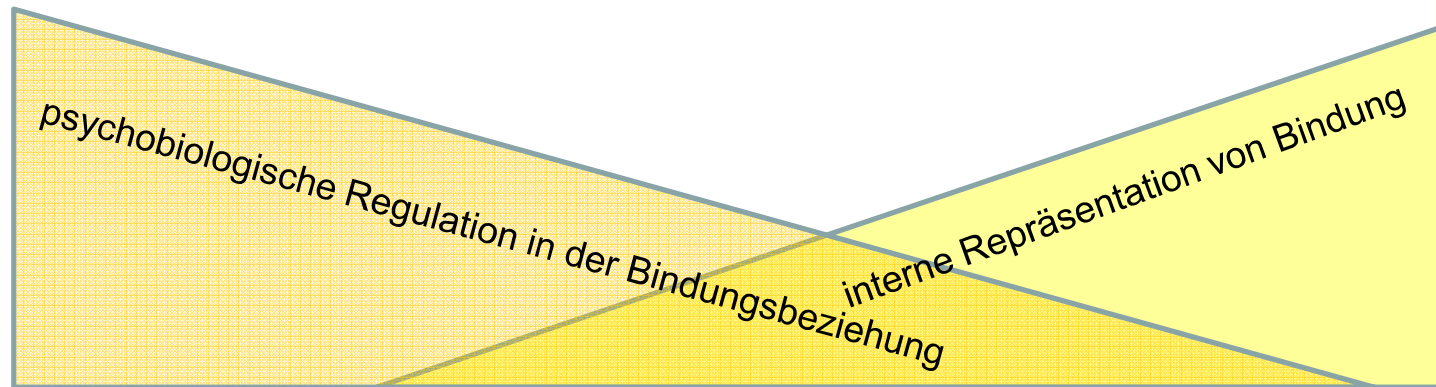 psychobiologische Regulation in der Bindungsbeziehung
interne Repräsentation von Bindung